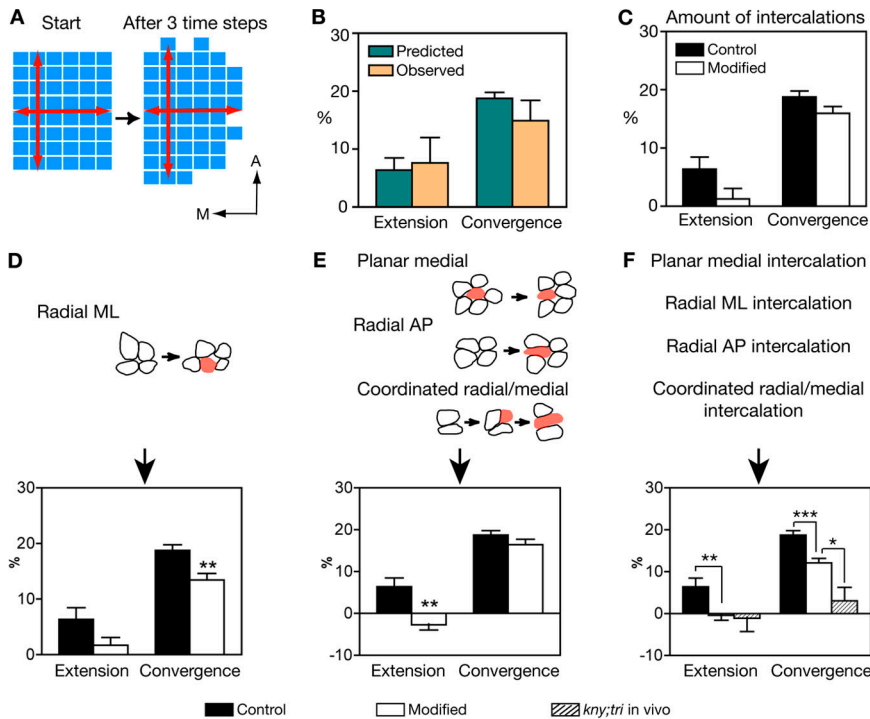 A
Start
After 3 time steps
A
M
B
30
20
10
0
%
Predicted
Observed
Extension
Convergence
C
Amount of intercalations
30
20
10
0
%
Control
Modified
Extension
Convergence
D
Radial ML
30
20
10
0
%
**
Extension
Convergence
E
Planar medial
Radial AP
Coordinated radial/medial
30
20
10
0
-10
%
**
Extension
Convergence
F
Planar medial intercalation
Radial ML intercalation
Radial AP intercalation
Coordinated radial/medial
intercalation
30
20
10
0
-10
%
**
***
*
Extension
Convergence
Control
Modified
kny;tri in vivo